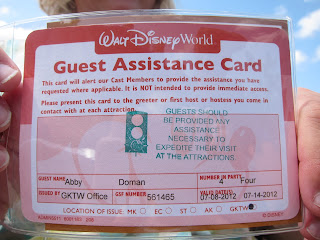 Walt Disney World
Guest Assistance Card
This card will alert our Cast Members to provide the assistance you have
requested where applicable. It is NOT intended to provide immediate access.
Please present this card to the greeter or first host or hostess you come in
contact with at each attraction.
GUESTS SHOULD
BE PROVIDED ANY
ASSISTANCE
NECESSARY TO
EXPEDITE THEIR VISIT
AT THE ATTRACTIONS.
GUEST NAME Abby Dornan NUMBER IN PARTY Four
ISSUED BY GKTW Office GSF NUMBER 561465 VALID DATE(S) 07-08-2012 07-14-2012
LOCATION OF ISSUE: MK EC ST AK GKTW
© DISNEY